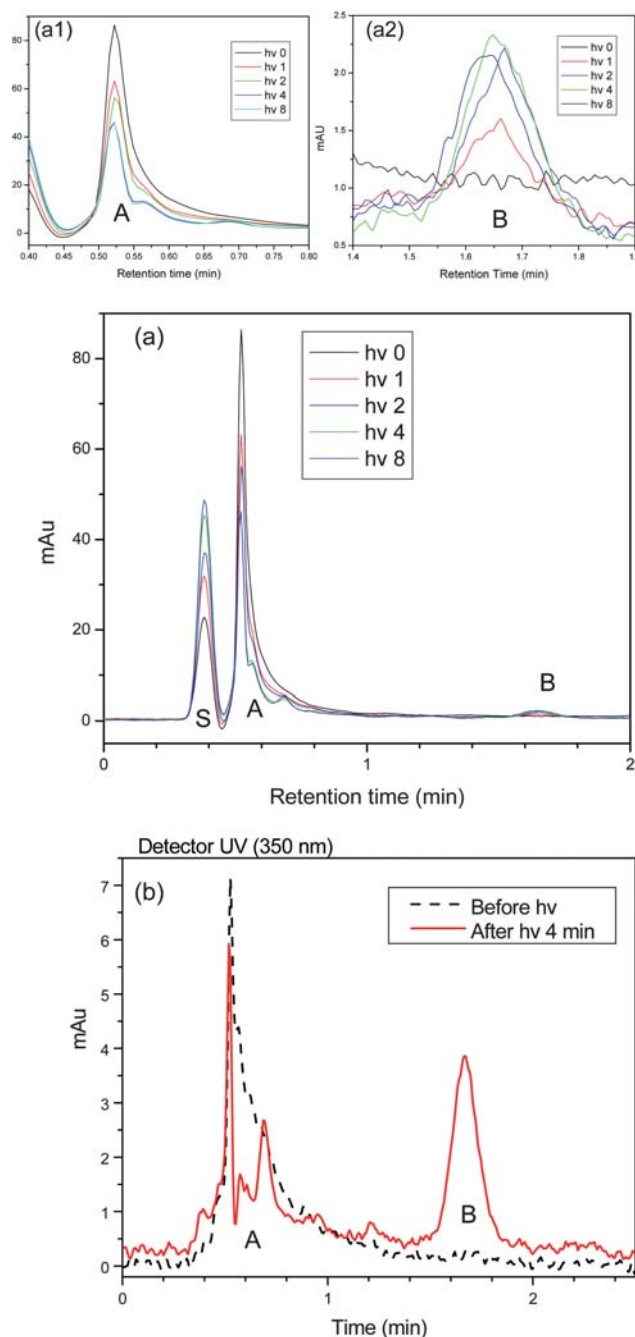 (a1)
hv 0
hv 1
hv 2
hv 4
hv 8
80
60
40
20
0
A
0.40 0.45 0.50 0.55 0.60 0.65 0.70 0.75 0.80
Retention time (min)
(a2)
hv 0
hv 1
hv 2
hv 4
hv 8
2.5
2.0
1.5
1.0
0.5
mAU
B
1.4 1.5 1.6 1.7 1.8
Retention Time (min)
(a)
hv 0
hv 1
hv 2
hv 4
hv 8
80
60
40
20
0
mAu
S
A
B
0 1 2
Retention time (min)
Detector UV (350 nm)
(b)
Before hv
After hv 4 min
7
6
5
4
3
2
1
0
mAu
A
B
0 1 2
Time (min)